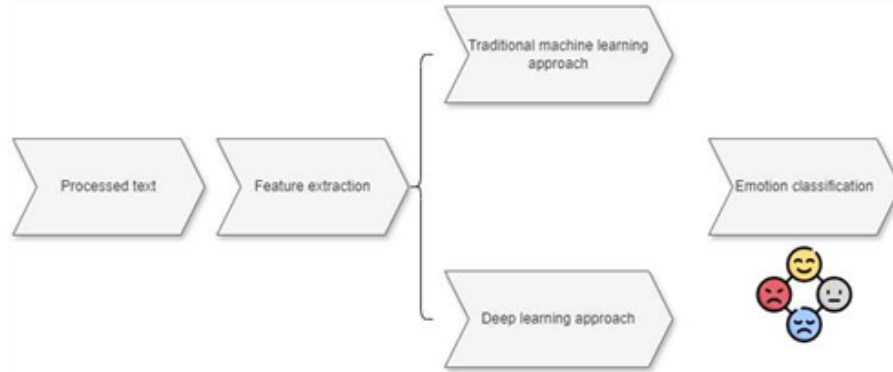 Traditional machine learning
approach
Processed text
Feature extraction
Emotion classification
Deep learning approach